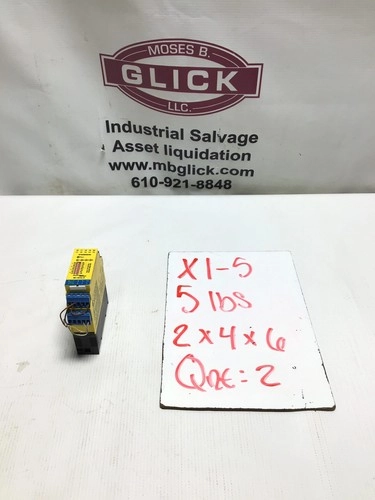 MOSES B.
GLICK
LLC.
Industrial Salvage
Asset liquidation
www.mbglick.com
610-921-8848
X1-5
5 lbs
2x4x6
Qne: 2